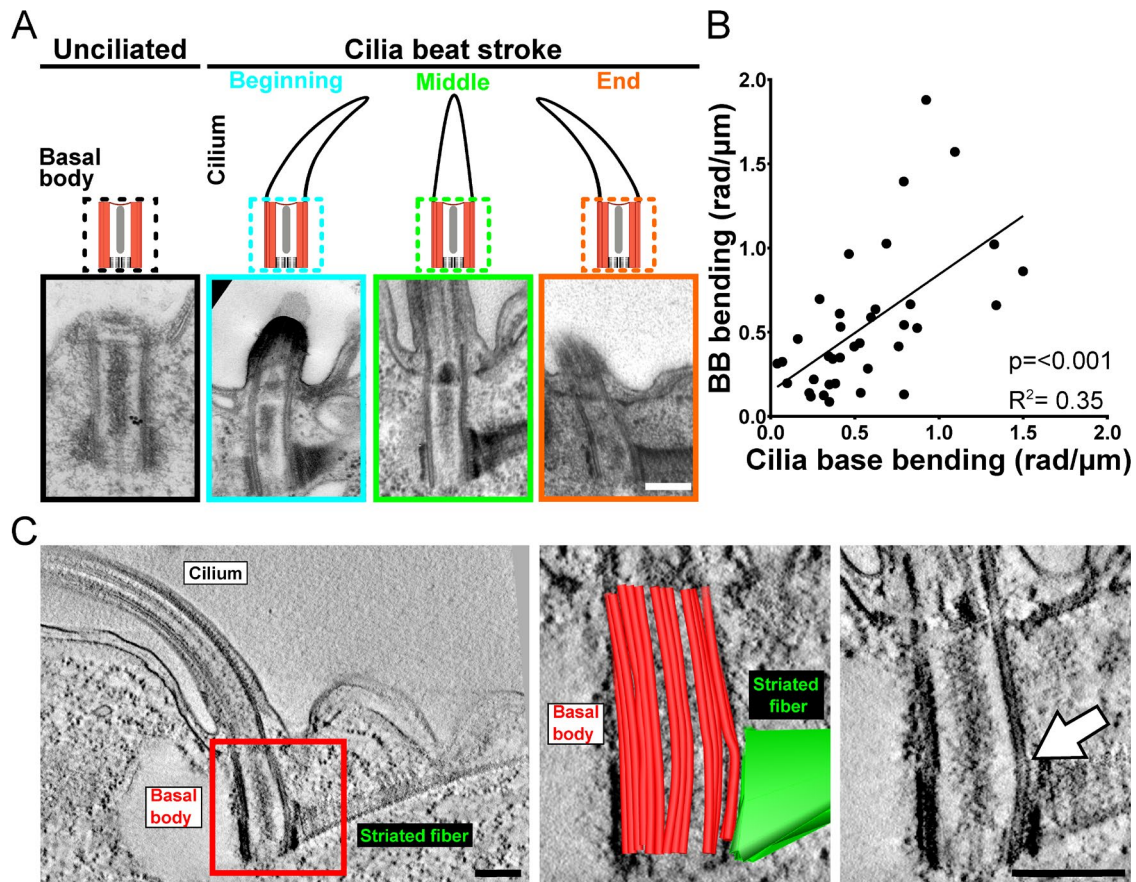 A
Unciliated
Cilia beat stroke
Beginning
Middle
End
Cilium
Basal
body
B
BB bending (rad/µm)
2.0
1.5
1.0
0.5
0.0
p=<0.001
R²= 0.35
0.0 0.5 1.0 1.5 2.0
Cilia base bending (rad/µm)
C
Cilium
Basal
body
Striated fiber
Basal
body
Striated
fiber